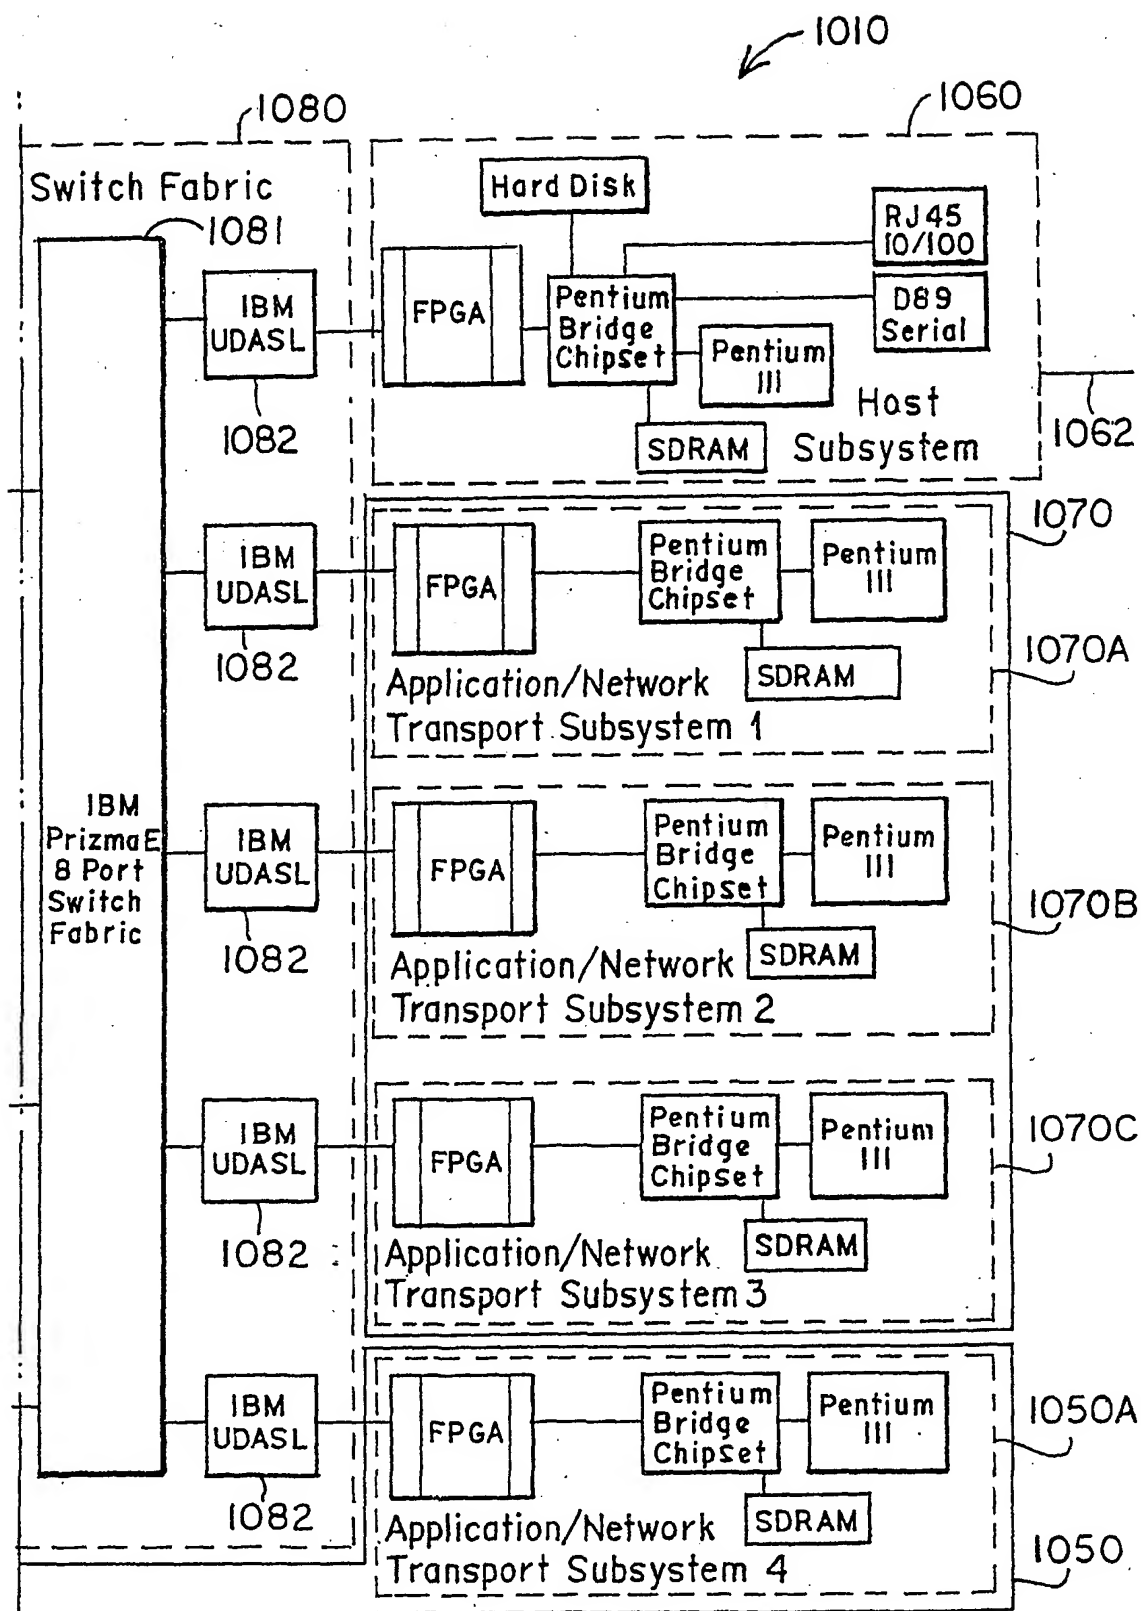 1010
1080
1060
Switch Fabric
1081
Hard Disk
RJ45
10/100
IBM
UDASL
FPGA
Pentium
Bridge
Chipset
D89
Serial
Pentium
III
1082
SDRAM
Host
Subsystem
1062
1070
IBM
UDASL
FPGA
Pentium
Bridge
Chipset
Pentium
III
1082
SDRAM
1070A
Application/Network
Transport Subsystem 1
IBM
PrizmaE
8 Port
Switch
Fabric
IBM
UDASL
FPGA
Pentium
Bridge
Chipset
Pentium
III
1070B
1082
SDRAM
Application/Network
Transport Subsystem 2
IBM
UDASL
FPGA
Pentium
Bridge
Chipset
Pentium
III
1070C
1082
SDRAM
Application/Network
Transport Subsystem 3
IBM
UDASL
FPGA
Pentium
Bridge
Chipset
Pentium
III
1050A
1082
SDRAM
Application/Network
Transport Subsystem 4
1050